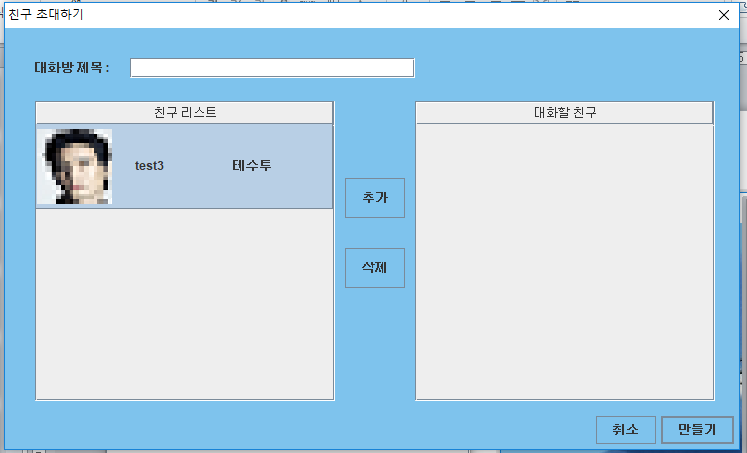 친구 초대하기
대화방 제목 :
친구 리스트
대화할 친구
test3 테수투
추가
삭제
취소 만들기